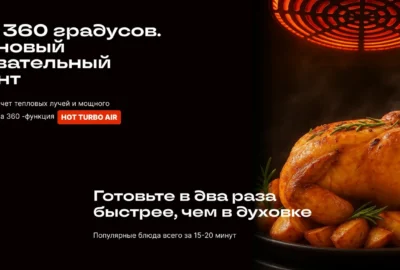 360 градусов.
новый
вательный
нт
чет тепловых лучей и мощного
а 360 -функция HOT TURBO AIR
Готовьте в два раза
быстрее, чем в духовке
Популярные блюда всего за 15-20 минут